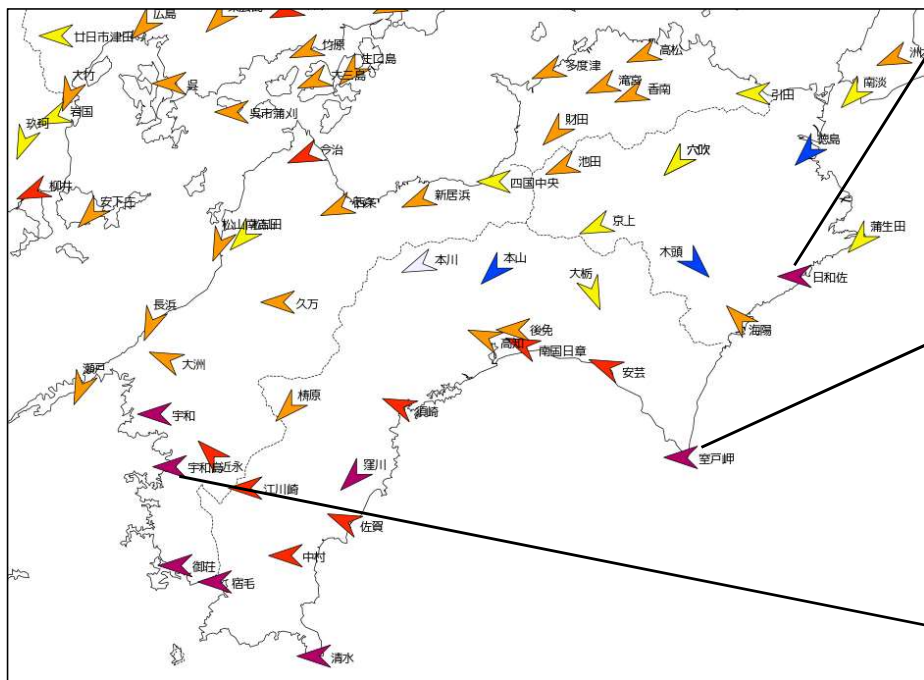 広島
廿日市津田
竹原
生口島
高松
洲
大竹
呉
大三島
多度津
滝宮
香南
引田
南淡
岩国
呉市蒲刈
玖珂
財田
徳島
今治
池田
穴吹
柳井
四国中央
安下庄
西条
新居浜
京上
蒲生田
本川
本山
木頭
大栃
日和佐
長浜
久万
後免
海陽
高知
南国日章
大洲
安芸
瀬戸
梼原
宇和
須崎
室戸岬
宇和島
近永
窪川
江川崎
佐賀
中村
御荘
宿毛
清水